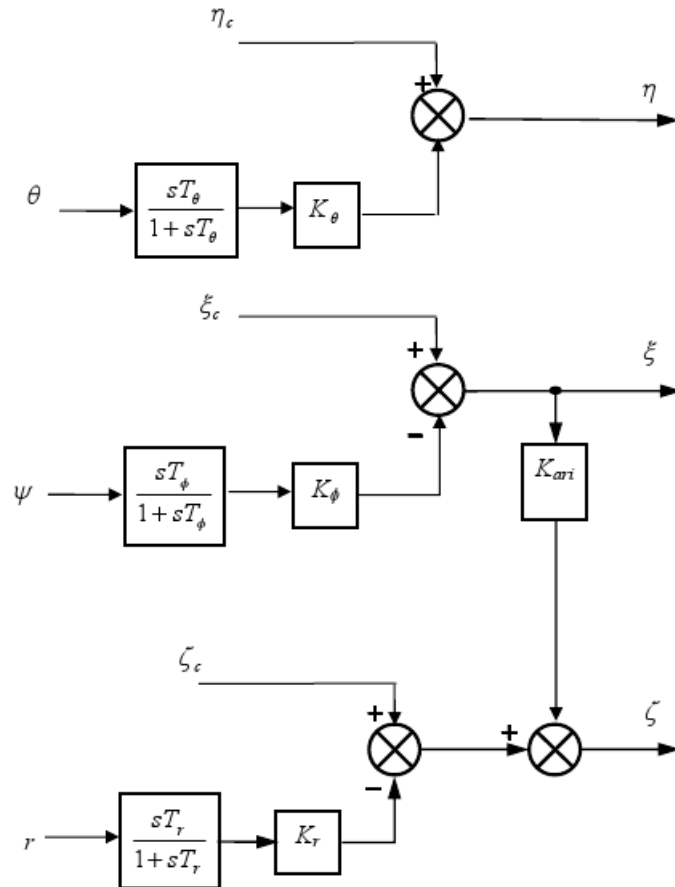 η_c
+
η
θ
sT_θ
1+sT_θ
K_θ
ξ_c
+
ξ
−
K_ari
ψ
sT_ϕ
1+sT_ϕ
K_ϕ
ζ_c
+
+
ζ
−
r
sT_r
1+sT_r
K_r